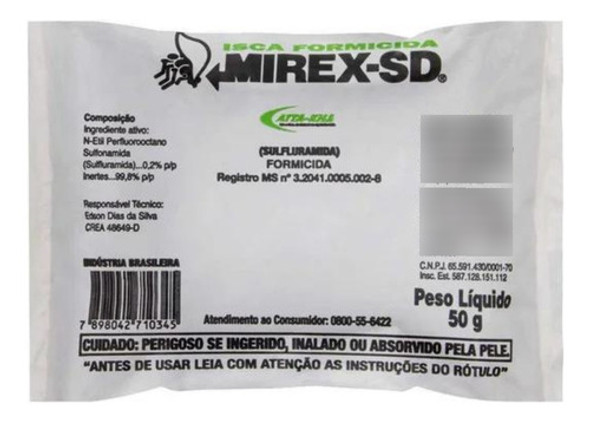 ISCA FORMICIDA
MIREX-SD®
ATTA-KILL
(SULFLURAMIDA)
FORMICIDA
Registro MS nº 3.2041.0005.002-8
Composição
Ingrediente ativo:
N-Etil Perfluorooctano
Sulfonamida
(Sulfluramida)...0,2% p/p
Inertes...99,8% p/p
Responsável Técnico:
Edson Dias da Silva
CREA 48649-D
INDÚSTRIA BRASILEIRA
7 898042 710345
C.N.P.J. 65.591.430/0001-70
Insc. Est. 587.128.151.112
Peso Líquido
50 g
Atendimento ao Consumidor: 0800-55-6422
CUIDADO: PERIGOSO SE INGERIDO, INALADO OU ABSORVIDO PELA PELE.
"ANTES DE USAR LEIA COM ATENÇÃO AS INSTRUÇÕES DO RÓTULO"